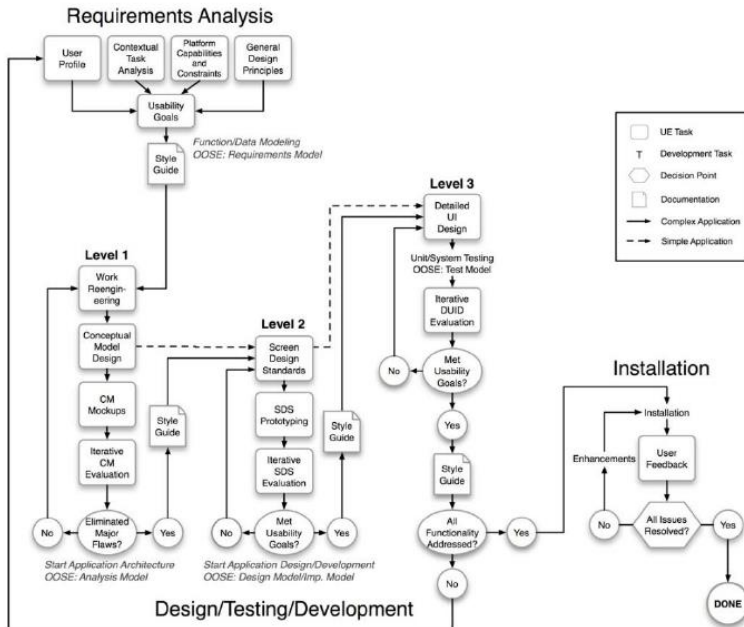 Requirements Analysis
User
Profile
Contextual
Task
Analysis
Platform
Capabilities
and
Constraints
General
Design
Principles
Usability
Goals
Function/Data Modeling
OOSE: Requirements Model
Style
Guide
UE Task
T Development Task
Decision Point
Documentation
Complex Application
Simple Application
Level 1
Work
Reengin-
eering
Conceptual
Model
Design
CM
Mockups
Iterative
CM
Evaluation
Eliminated
Major
Flaws?
No
Yes
Style
Guide
Start Application Architecture
OOSE: Analysis Model
Level 2
Screen
Design
Standards
SDS
Prototyping
Iterative
SDS
Evaluation
Met
Usability
Goals?
No
Yes
Style
Guide
Start Application Design/Development
OOSE: Design Model/Imp. Model
Level 3
Detailed
UI
Design
Unit/System Testing
OOSE: Test Model
Iterative
DUID
Evaluation
Met
Usability
Goals?
No
Yes
Style
Guide
All
Functionality
Addressed?
Yes
No
Design/Testing/Development
Installation
Installation
Enhancements
User
Feedback
All Issues
Resolved?
No
Yes
DONE